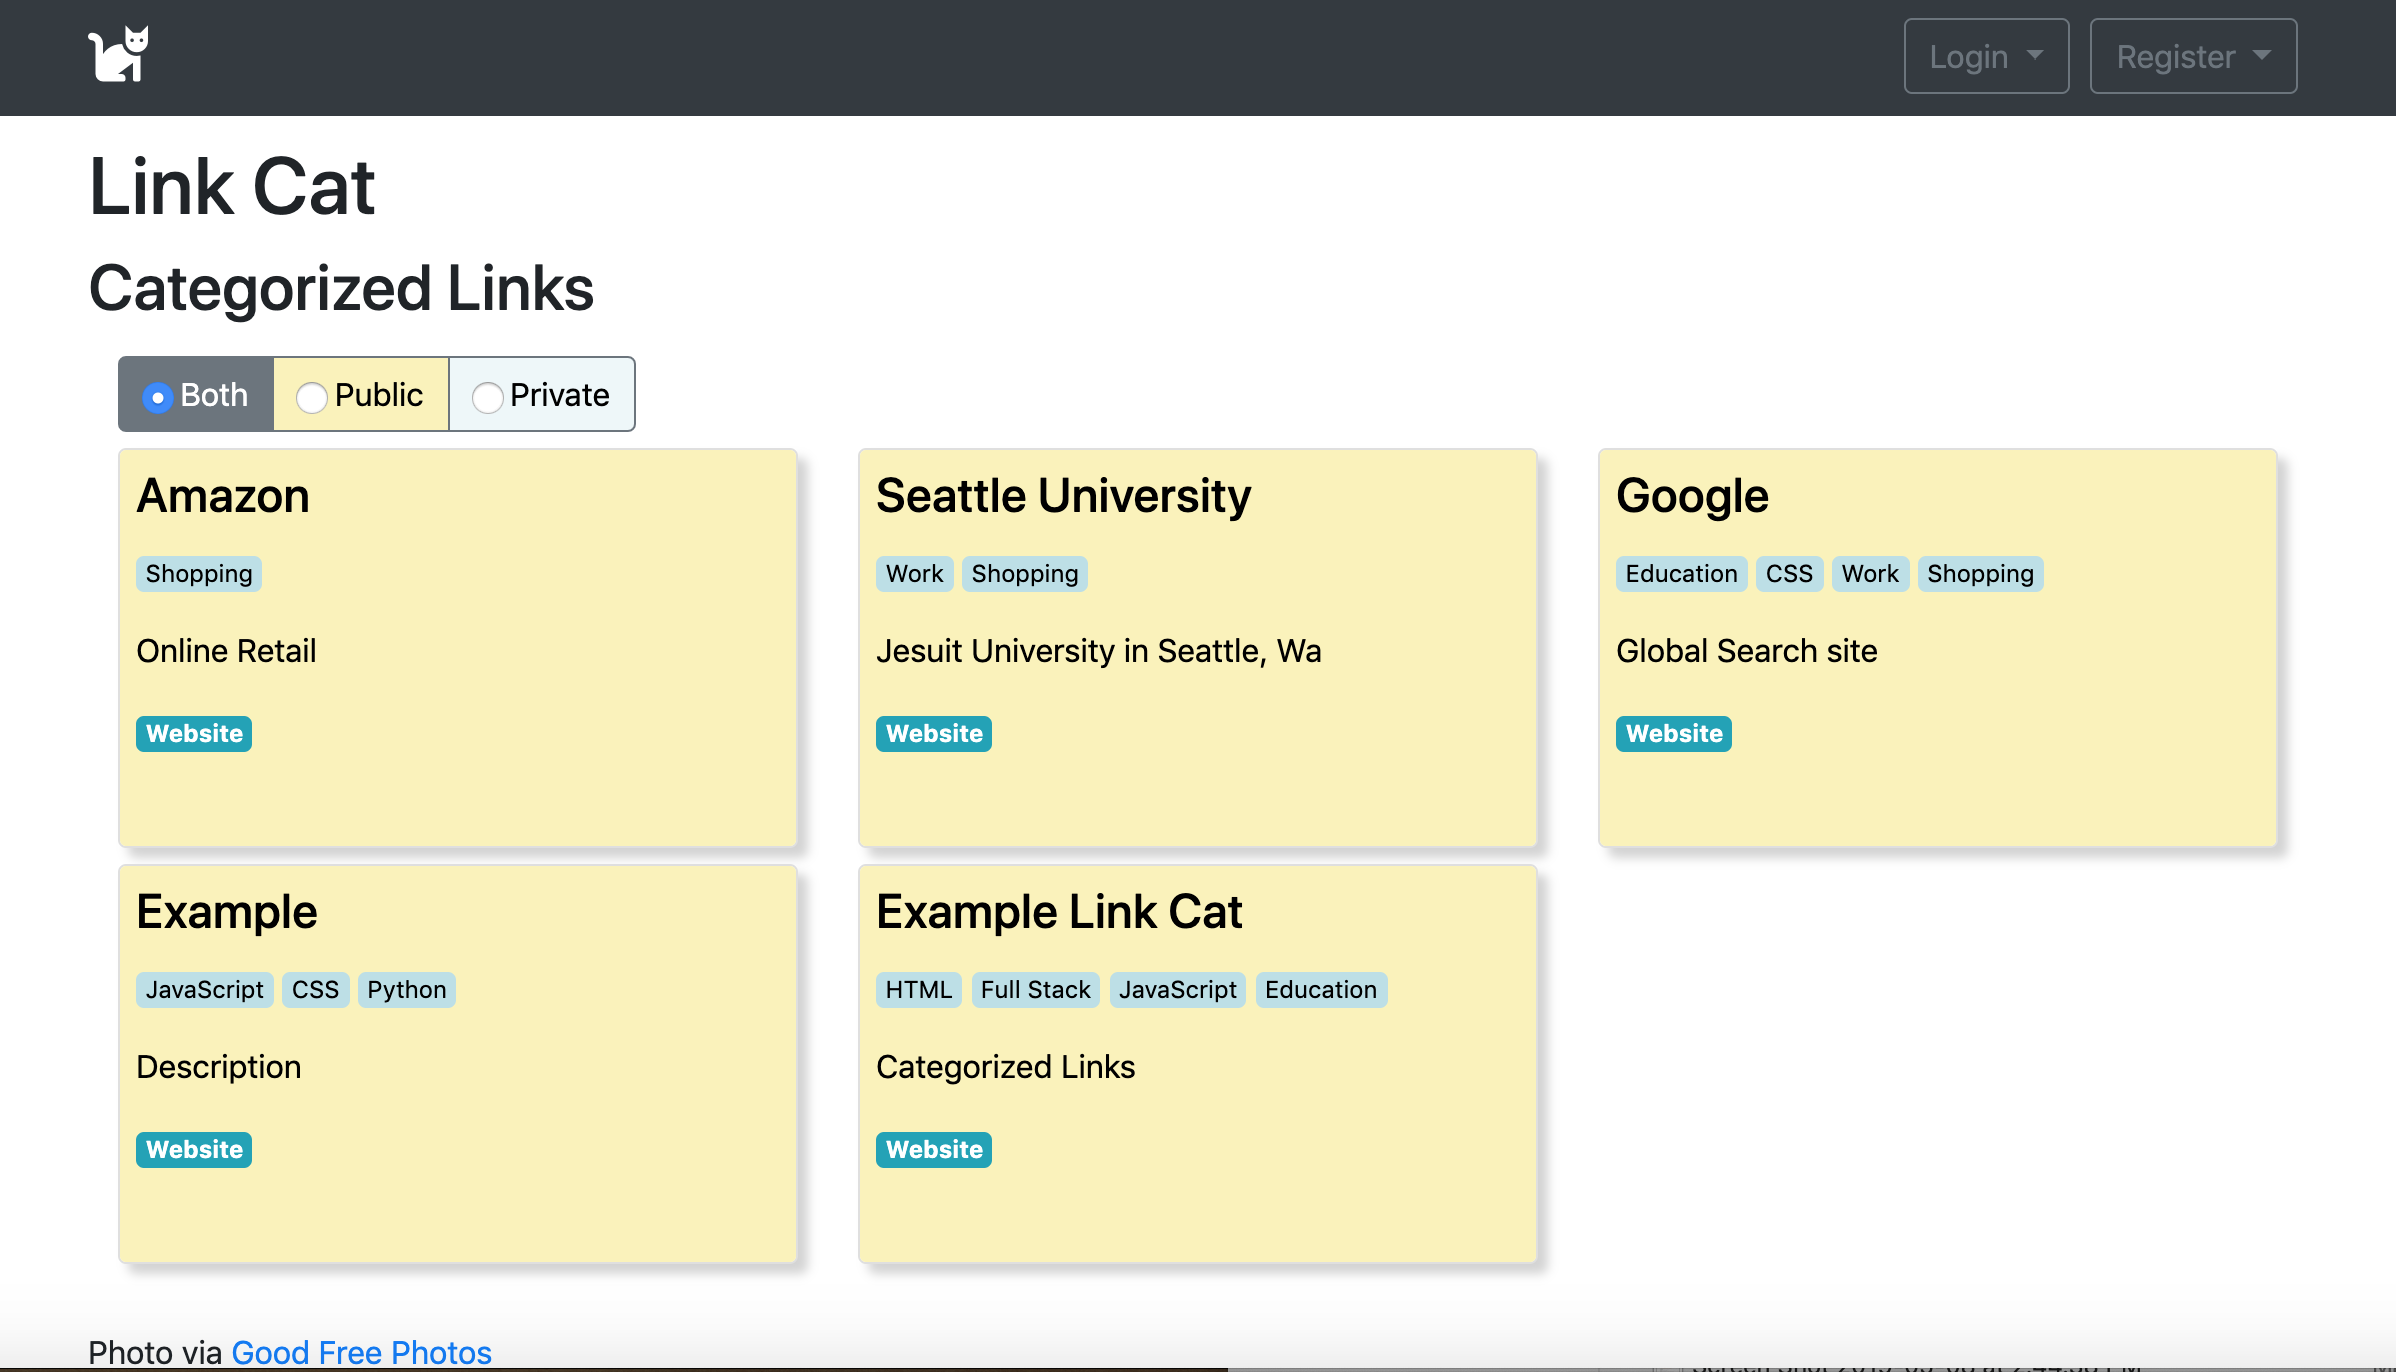 Login
Register
Link Cat
Categorized Links
Both
Public
Private
Amazon
Shopping
Online Retail
Website
Seattle University
Work Shopping
Jesuit University in Seattle, Wa
Website
Google
Education CSS Work Shopping
Global Search site
Website
Example
JavaScript CSS Python
Description
Website
Example Link Cat
HTML Full Stack JavaScript Education
Categorized Links
Website
Photo via Good Free Photos